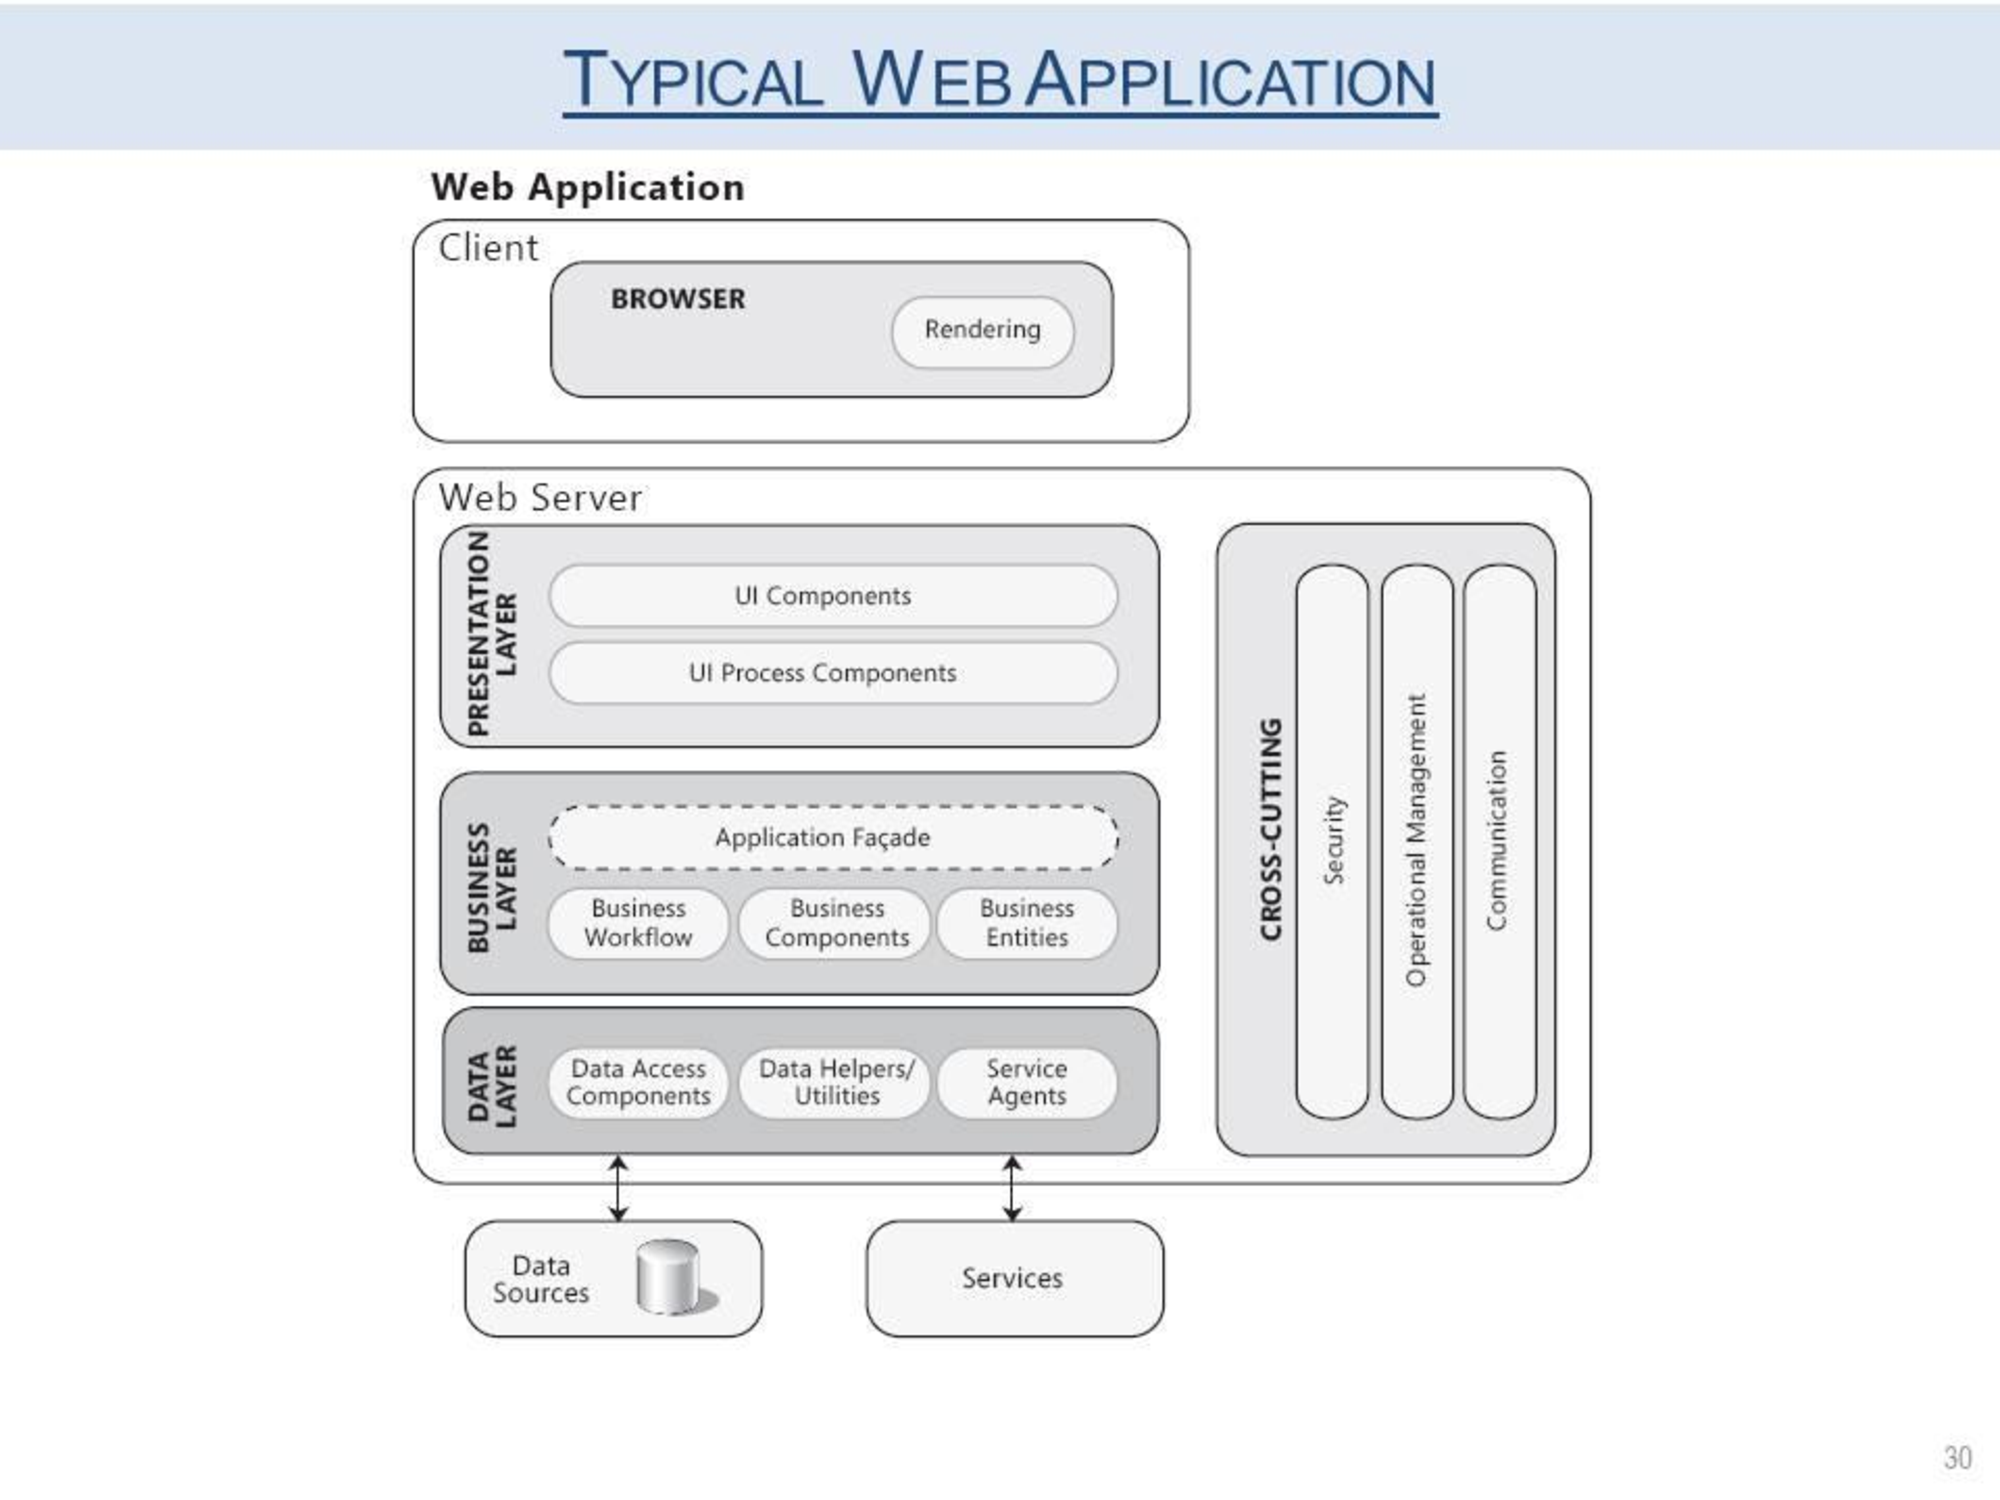 TYPICAL WEB APPLICATION
Web Application
Client
BROWSER
Rendering
Web Server
PRESENTATION
LAYER
UI Components
UI Process Components
BUSINESS
LAYER
Application Façade
Business
Workflow
Business
Components
Business
Entities
DATA
LAYER
Data Access
Components
Data Helpers/
Utilities
Service
Agents
CROSS-CUTTING
Security
Operational Management
Communication
Data
Sources
Services
30